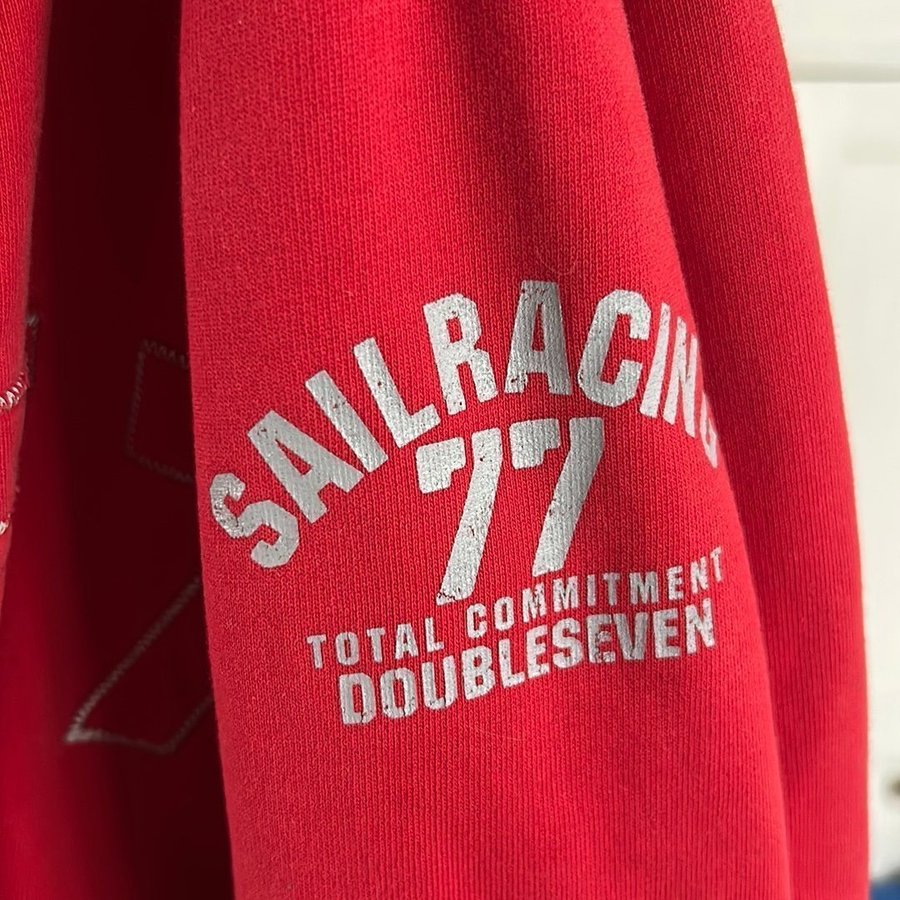 SAILRACING
77
TOTAL COMMITMENT
DOUBLESEVEN